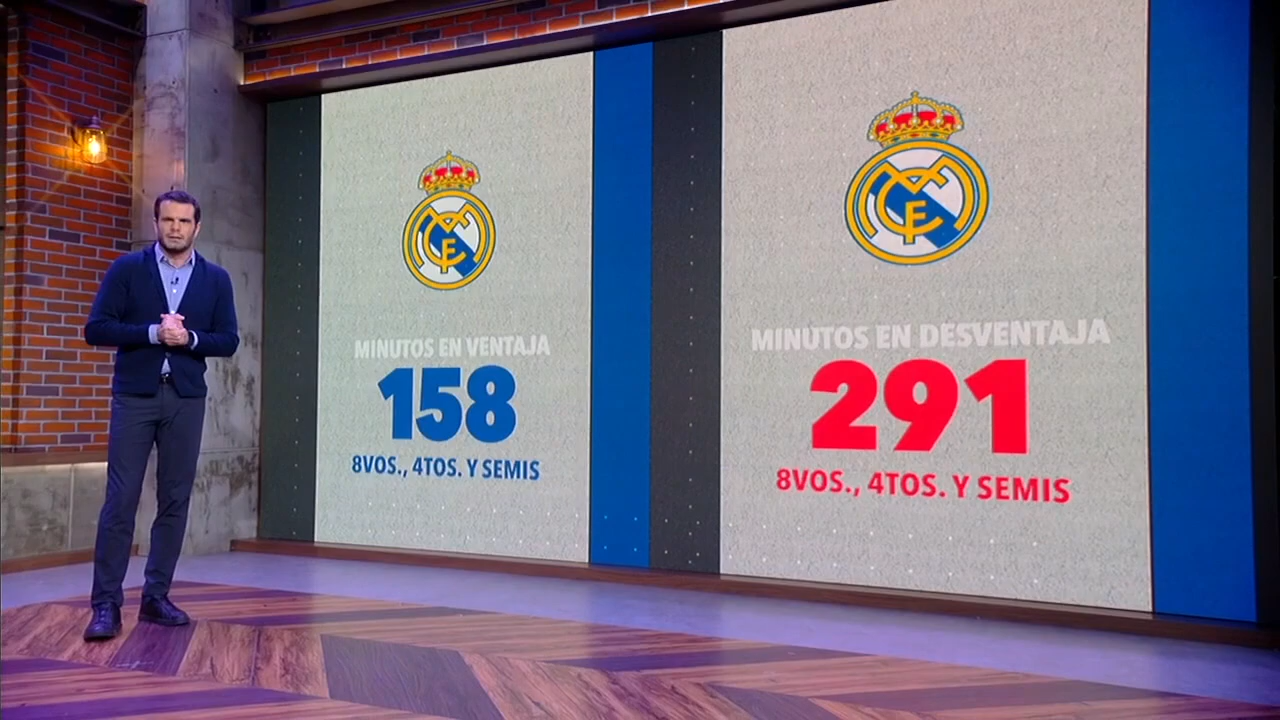 MINUTOS EN VENTAJA
158
8VOS., 4TOS. Y SEMIS
MINUTOS EN DESVENTAJA
291
8VOS., 4TOS. Y SEMIS